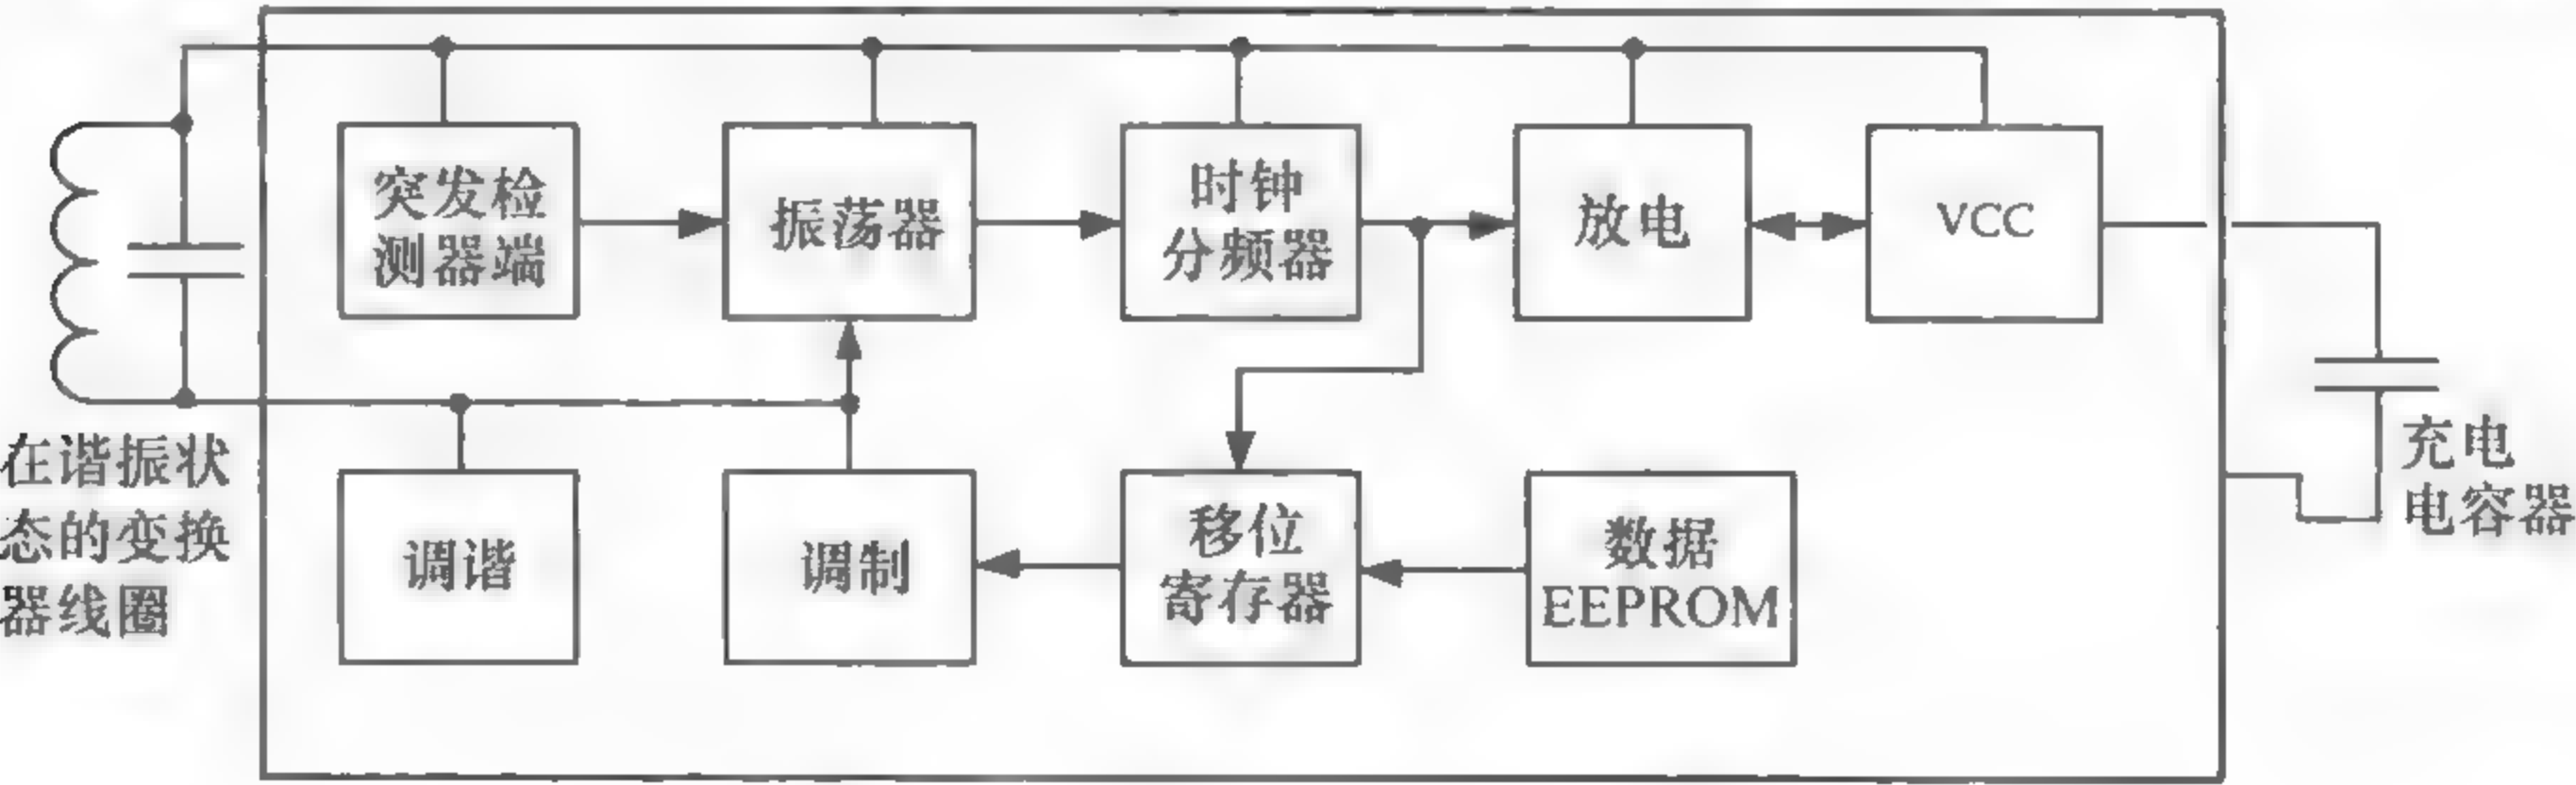 突发检
测器端
振荡器
时钟
分频器
放电
VCC
在谐振状
态的变换
器线圈
调谐
调制
移位
寄存器
数据
EEPROM
充电
电容器